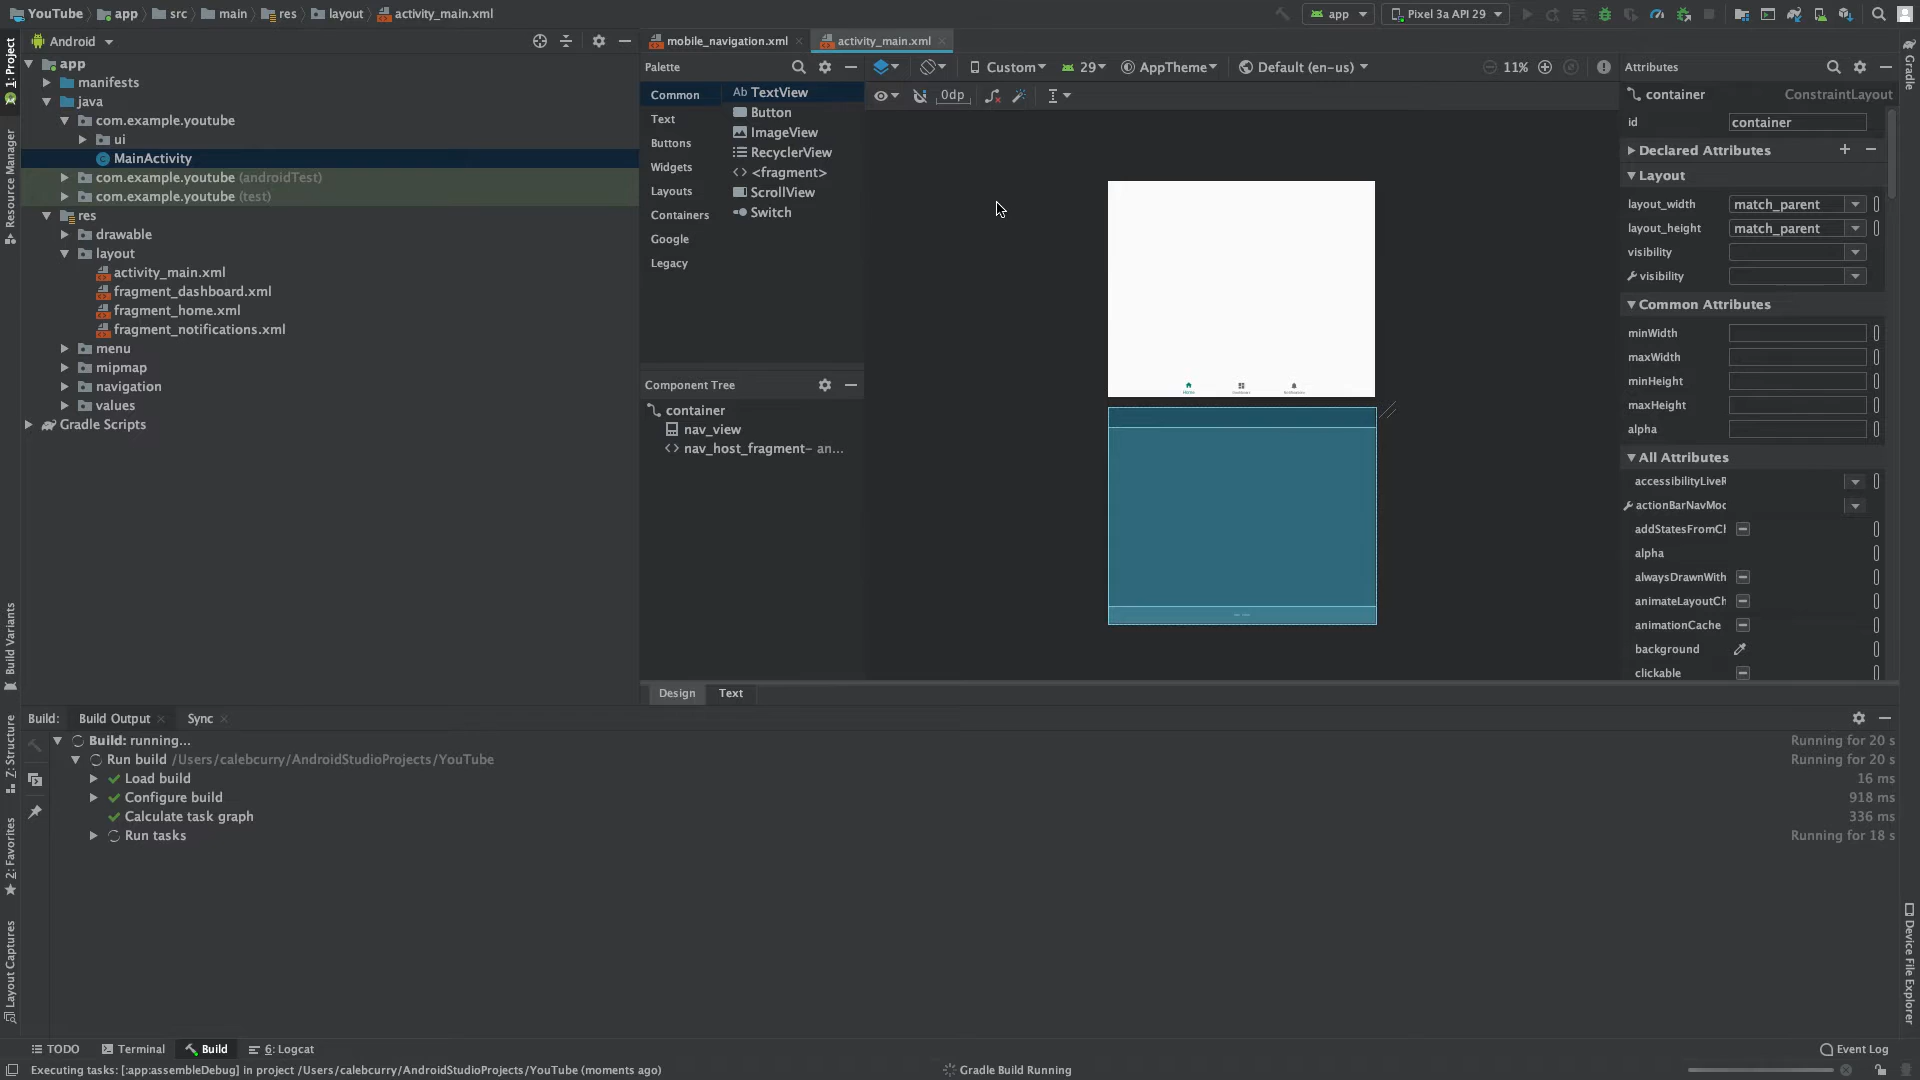 YouTube app src main res layout activity_main.xml
app Pixel 3a API 29
1: Project
Resource Manager
Build Variants
Z: Structure
2: Favorites
Layout Captures
Android
app
manifests
java
com.example.youtube
ui
MainActivity
com.example.youtube (androidTest)
com.example.youtube (test)
res
drawable
layout
activity_main.xml
fragment_dashboard.xml
fragment_home.xml
fragment_notifications.xml
menu
mipmap
navigation
values
Gradle Scripts
mobile_navigation.xml activity_main.xml
Palette
Common
Text
Buttons
Widgets
Layouts
Containers
Google
Legacy
Ab TextView
Button
ImageView
RecyclerView
<fragment>
ScrollView
Switch
Component Tree
container
nav_view
nav_host_fragment– an...
Custom 29 AppTheme Default (en-us) 11%
0dp
Design Text
Attributes
container ConstraintLayout
id container
Declared Attributes
Layout
layout_width match_parent
layout_height match_parent
visibility
visibility
Common Attributes
minWidth
maxWidth
minHeight
maxHeight
alpha
All Attributes
accessibilityLiveR
actionBarNavMod
addStatesFromCh
alpha
alwaysDrawnWith
animateLayoutCh
animationCache
background
clickable
Gradle
Device File Explorer
Build: Build Output Sync
Build: running... Running for 20 s
Run build /Users/calebcurry/AndroidStudioProjects/YouTube Running for 20 s
Load build 16 ms
Configure build 918 ms
Calculate task graph 336 ms
Run tasks Running for 18 s
TODO Terminal Build 6: Logcat Event Log
Executing tasks: [:app:assembleDebug] in project /Users/calebcurry/AndroidStudioProjects/YouTube (moments ago) Gradle Build Running